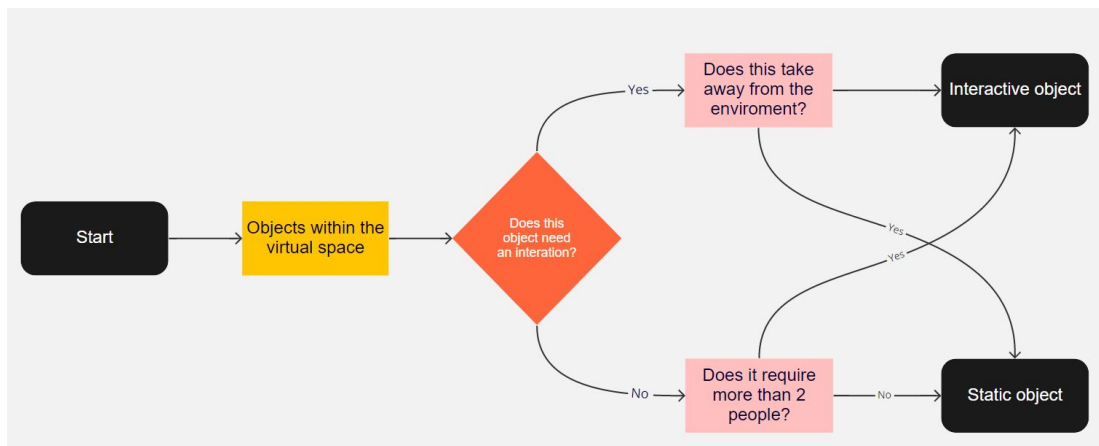 Start
Objects within the
virtual space
Does this
object need
an interation?
Yes
Does this take
away from the
enviroment?
Interactive object
Yes
Yes
No
Does it require
more than 2
people?
No
Static object